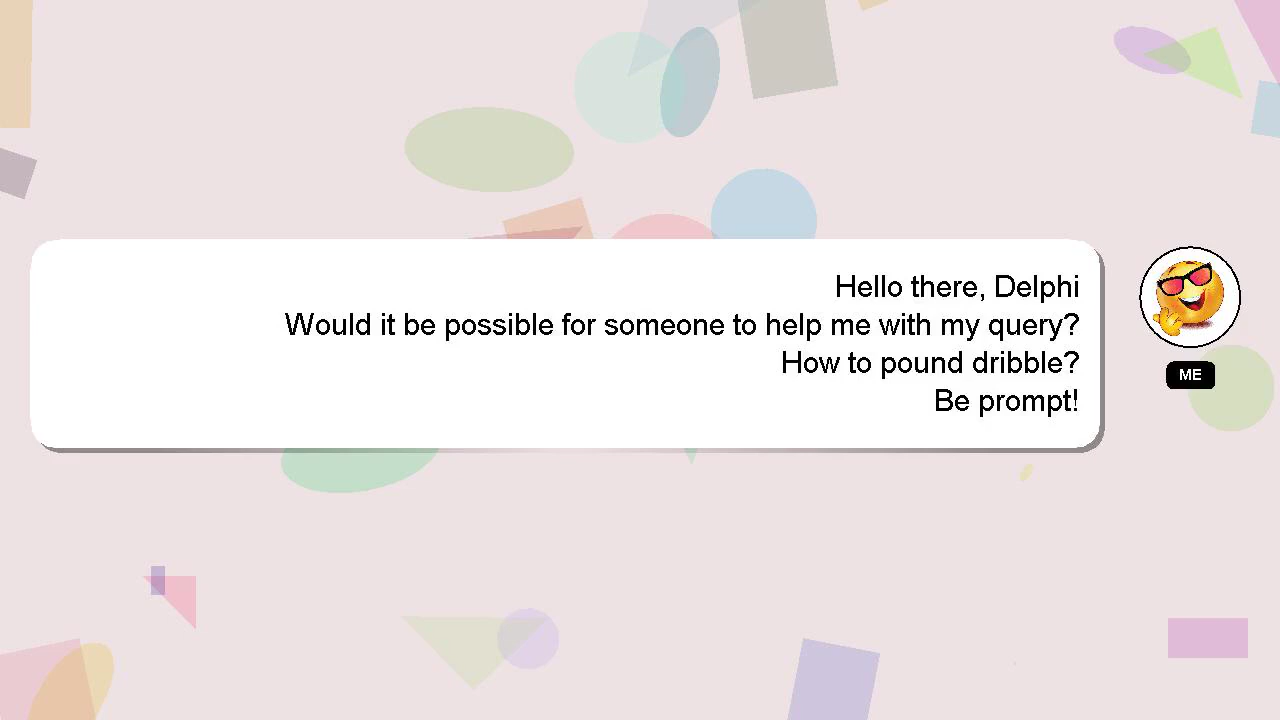 Hello there, Delphi
Would it be possible for someone to help me with my query?
How to pound dribble?
Be prompt!
ME